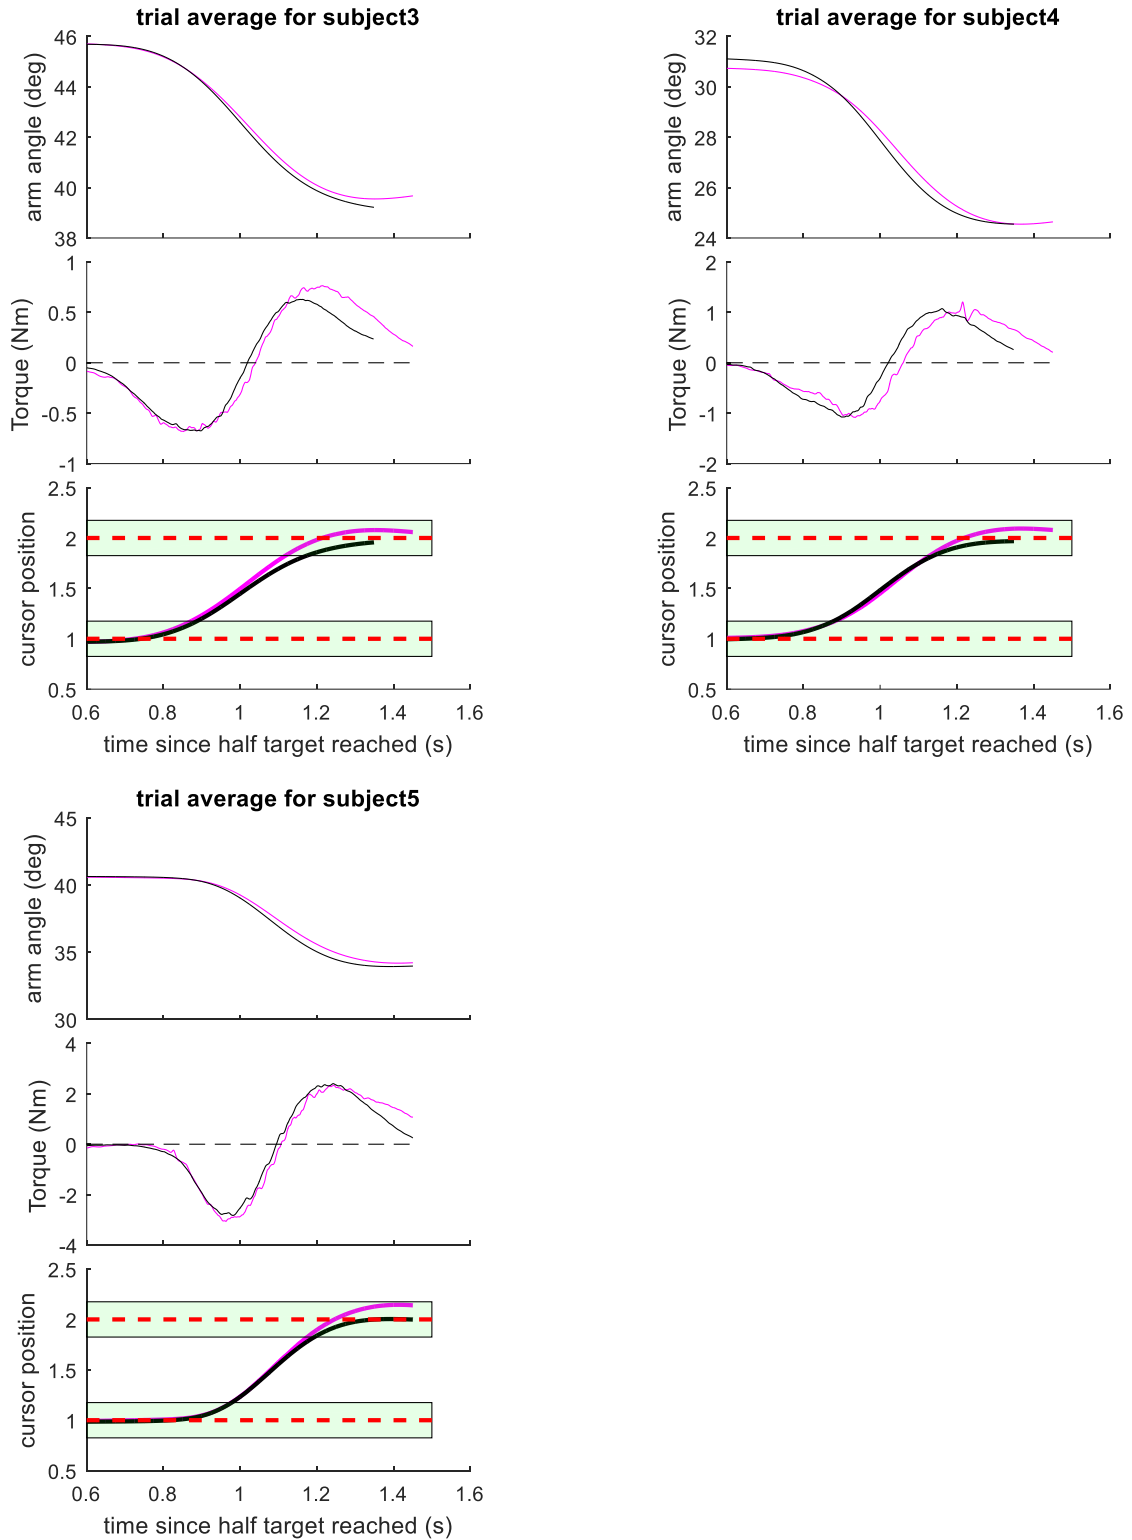 trial average for subject3
46
44
42
40
38
arm angle (deg)
1
0.5
0
-0.5
-1
Torque (Nm)
2.5
2
1.5
1
0.5
cursor position
0.6 0.8 1 1.2 1.4 1.6
time since half target reached (s)
trial average for subject4
32
30
28
26
24
arm angle (deg)
2
1
0
-1
-2
Torque (Nm)
2.5
2
1.5
1
0.5
cursor position
0.6 0.8 1 1.2 1.4 1.6
time since half target reached (s)
trial average for subject5
45
40
35
30
arm angle (deg)
4
2
0
-2
-4
Torque (Nm)
2.5
2
1.5
1
0.5
cursor position
0.6 0.8 1 1.2 1.4 1.6
time since half target reached (s)